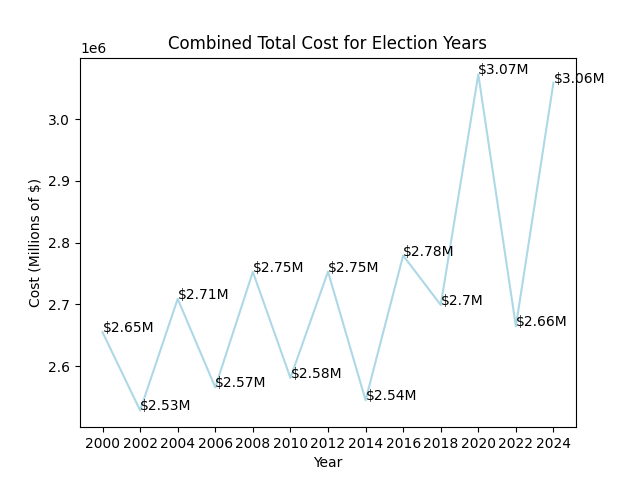 Combined Total Cost for Election Years
1e6
$3.07M
$3.06M
3.0
2.9
2.8
2.7
2.6
Cost (Millions of $)
$2.78M
$2.75M
$2.75M
$2.71M
$2.7M
$2.66M
$2.65M
$2.58M
$2.57M
$2.54M
$2.53M
2000 2002 2004 2006 2008 2010 2012 2014 2016 2018 2020 2022 2024
Year